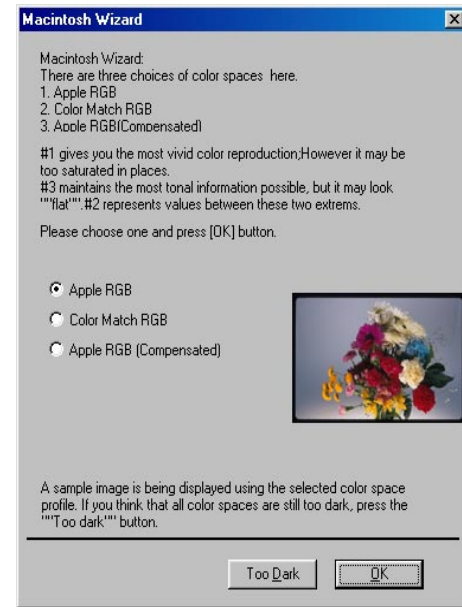 Macintosh Wizard
Macintosh Wizard:
There are three choices of color spaces here.
1. Apple RGB
2. Color Match RGB
3. Apple RGB(Compensated)
#1 gives you the most vivid color reproduction;However it may be
too saturated in places.
#3 maintains the most tonal information possible, but it may look
""flat"".#2 represents values between these two extrems.
Please choose one and press [OK] button.
Apple RGB
Color Match RGB
Apple RGB (Compensated)
A sample image is being displayed using the selected color space
profile. If you think that all color spaces are still too dark, press the
""Too dark"" button.
Too Dark
OK